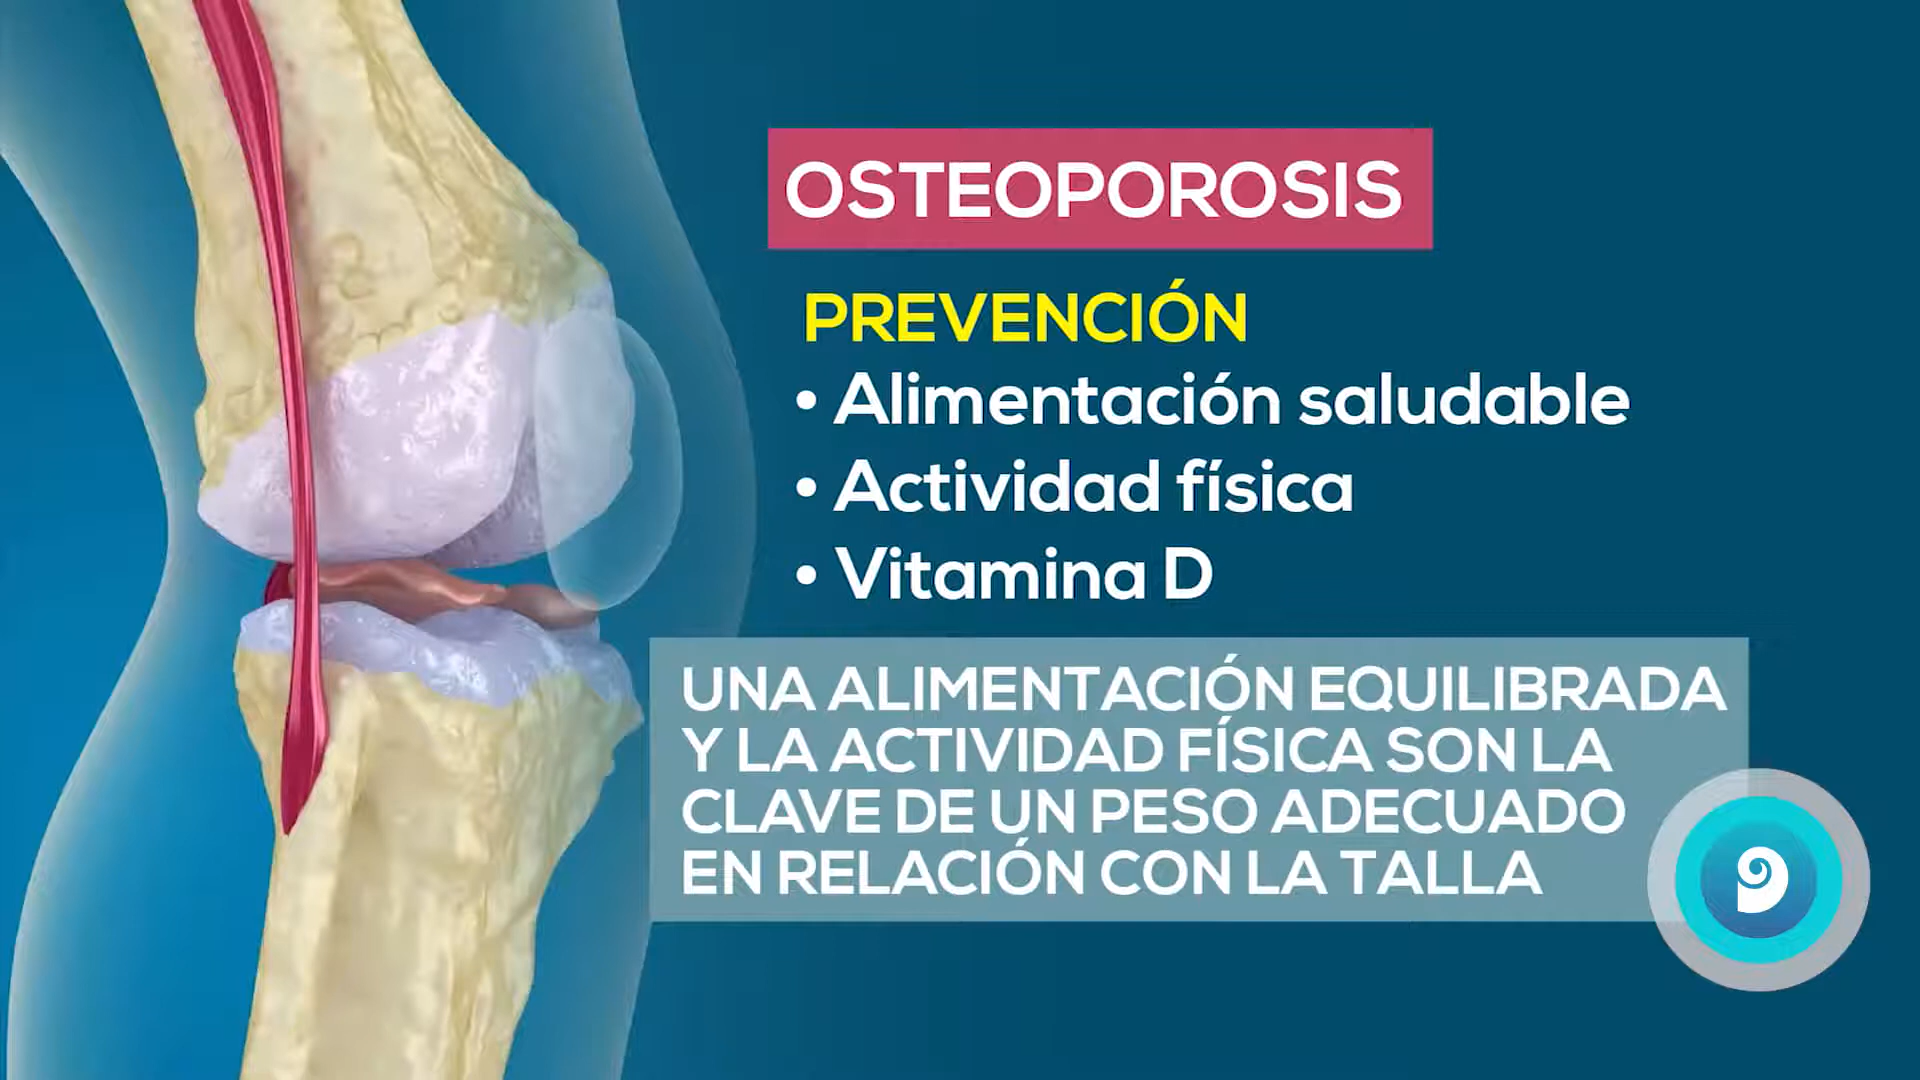 OSTEOPOROSIS
PREVENCIÓN
• Alimentación saludable
• Actividad física
• Vitamina D
UNA ALIMENTACIÓN EQUILIBRADA
Y LA ACTIVIDAD FÍSICA SON LA
CLAVE DE UN PESO ADECUADO
EN RELACIÓN CON LA TALLA